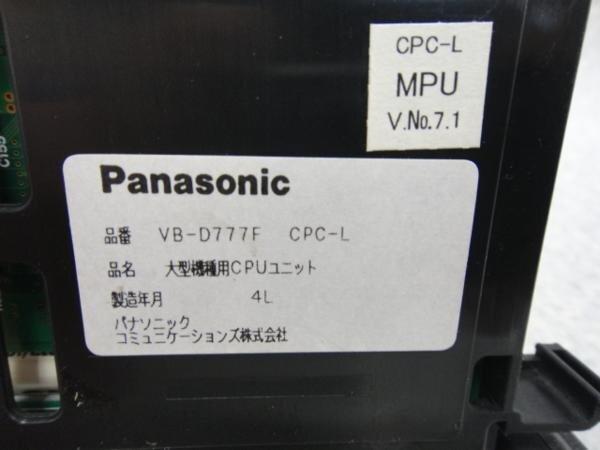 CPC-L
MPU
V.No.7.1
Panasonic
品番 VB-D777F CPC-L
品名 大型機種用CPUユニット
製造年月 4L
パナソニック
コミュニケーションズ株式会社